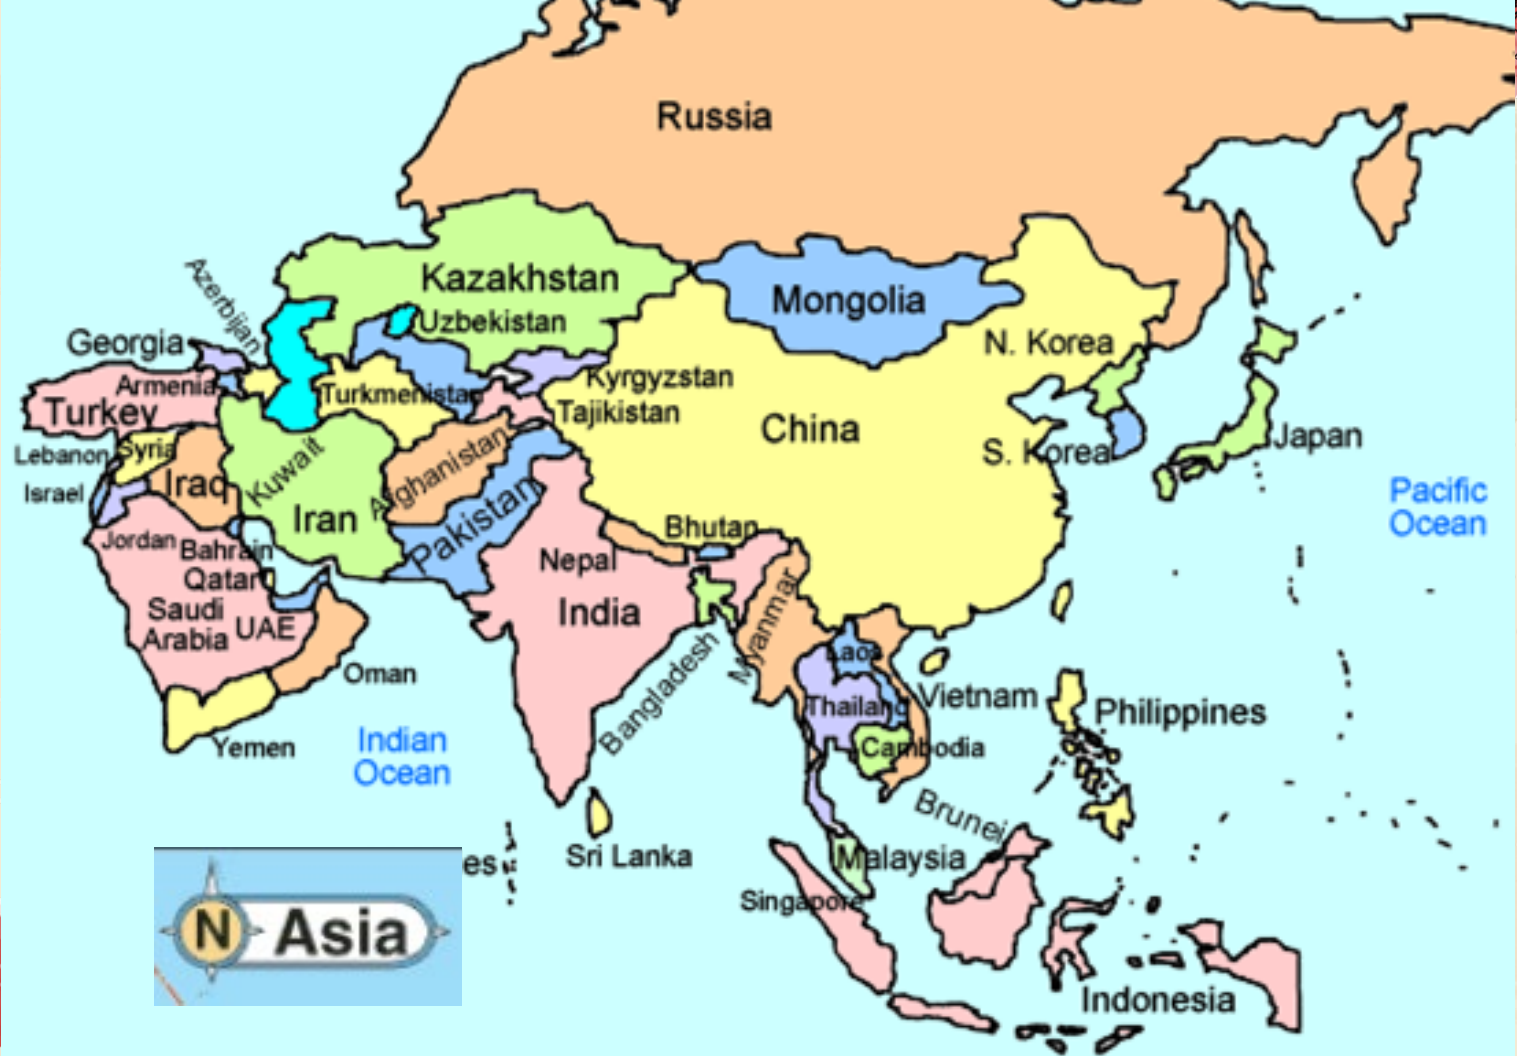 Russia
Kazakhstan
Azerbijan
Mongolia
Uzbekistan
Georgia
N. Korea
Armenia
Turkmenistan
Kyrgyzstan
Turkey
Tajikistan
China
Japan
Lebanon
Syria
S. Korea
Israel
Iraq
Kuwait
Afghanistan
Pacific
Ocean
Iran
Pakistan
Bhutan
Jordan
Bahrain
Nepal
Qatar
Saudi
Arabia
UAE
India
Myanmar
Laos
Oman
Bangladesh
Thailand
Vietnam
Philippines
Yemen
Indian
Ocean
Cambodia
Brunei
es
Sri Lanka
Malaysia
Singapore
N Asia
Indonesia